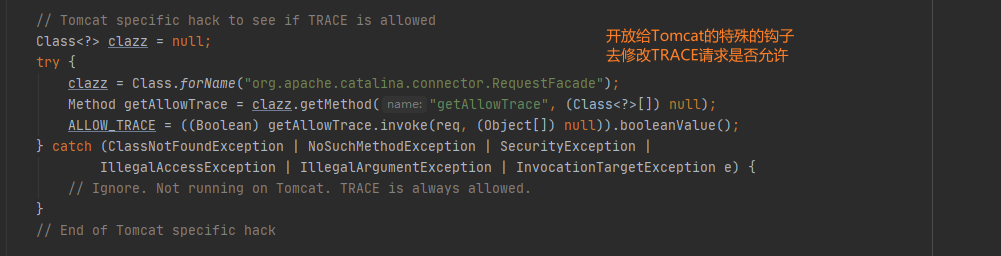 // Tomcat specific hack to see if TRACE is allowed
Class<?> clazz = null;
开放给Tomcat的特殊的钩子
去修改TRACE请求是否允许
try {
clazz = Class.forName("org.apache.catalina.connector.RequestFacade");
Method getAllowTrace = clazz.getMethod( name: "getAllowTrace", (Class<?>[]) null);
ALLOW_TRACE = ((Boolean) getAllowTrace.invoke(req, (Object[]) null)).booleanValue();
} catch (ClassNotFoundException | NoSuchMethodException | SecurityException |
IllegalAccessException | IllegalArgumentException | InvocationTargetException e) {
// Ignore. Not running on Tomcat. TRACE is always allowed.
}
// End of Tomcat specific hack